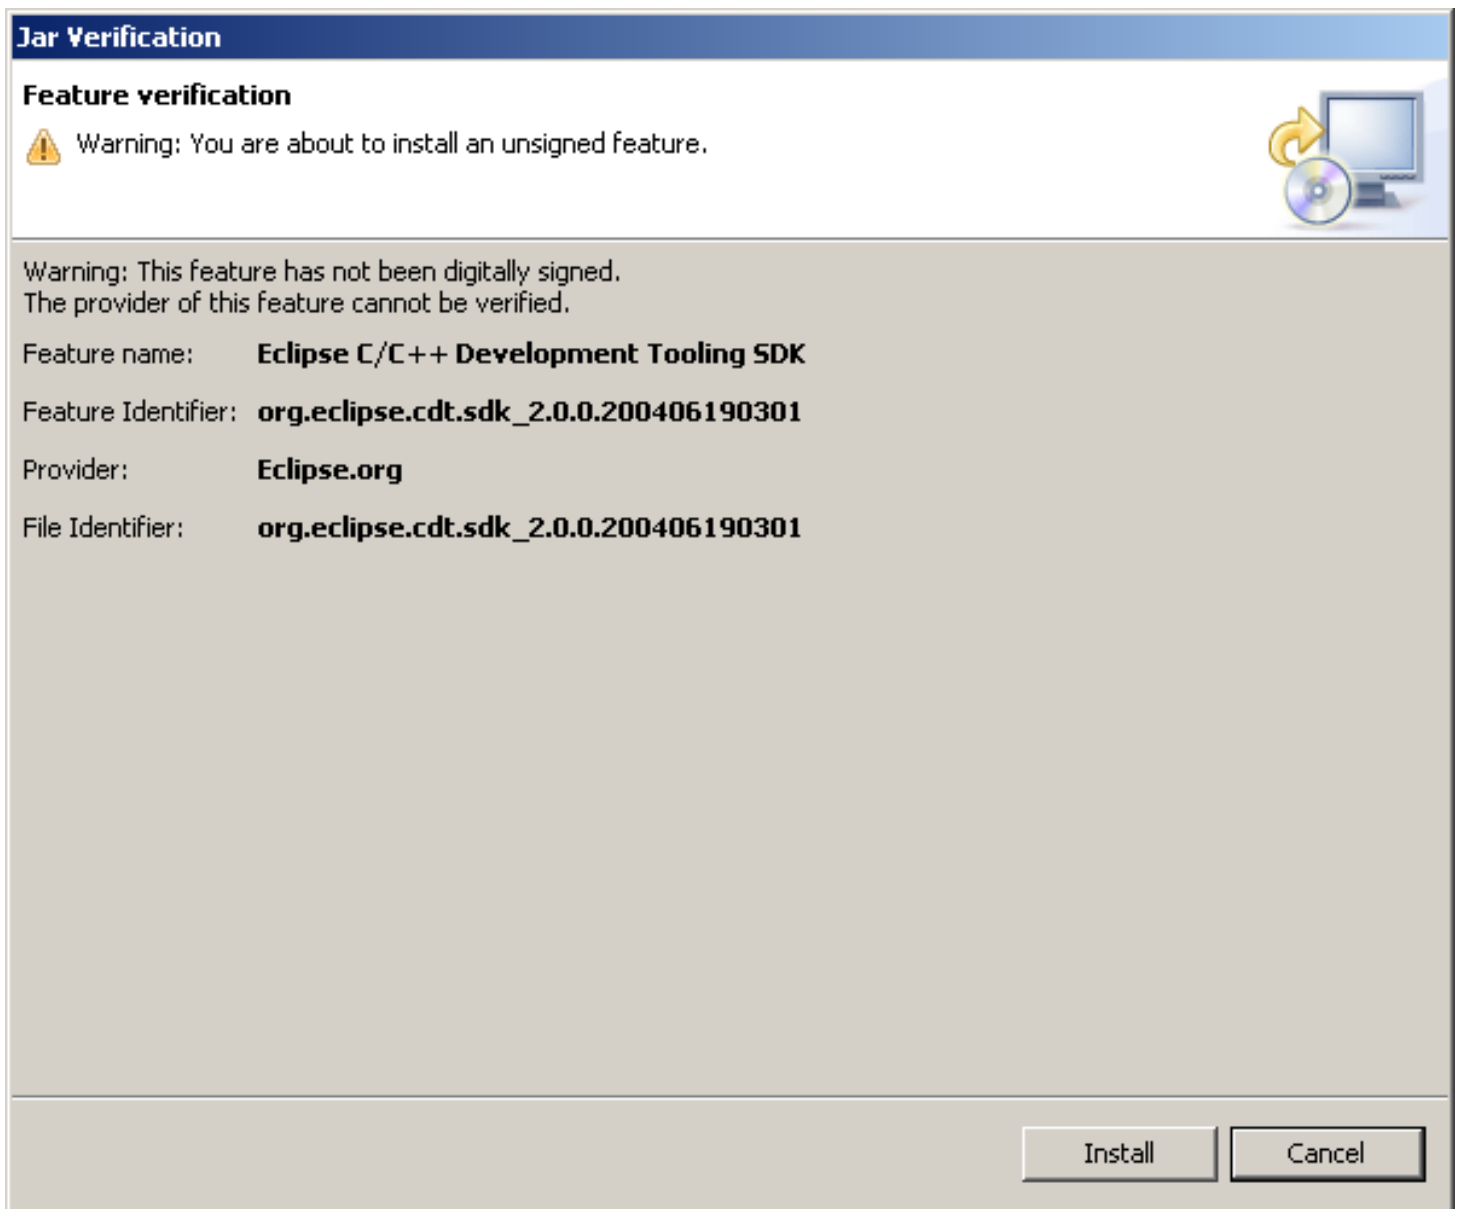 Jar Verification
Feature verification
Warning: You are about to install an unsigned feature.
Warning: This feature has not been digitally signed.
The provider of this feature cannot be verified.
Feature name: Eclipse C/C++ Development Tooling SDK
Feature Identifier: org.eclipse.cdt.sdk_2.0.0.200406190301
Provider: Eclipse.org
File Identifier: org.eclipse.cdt.sdk_2.0.0.200406190301
Install Cancel